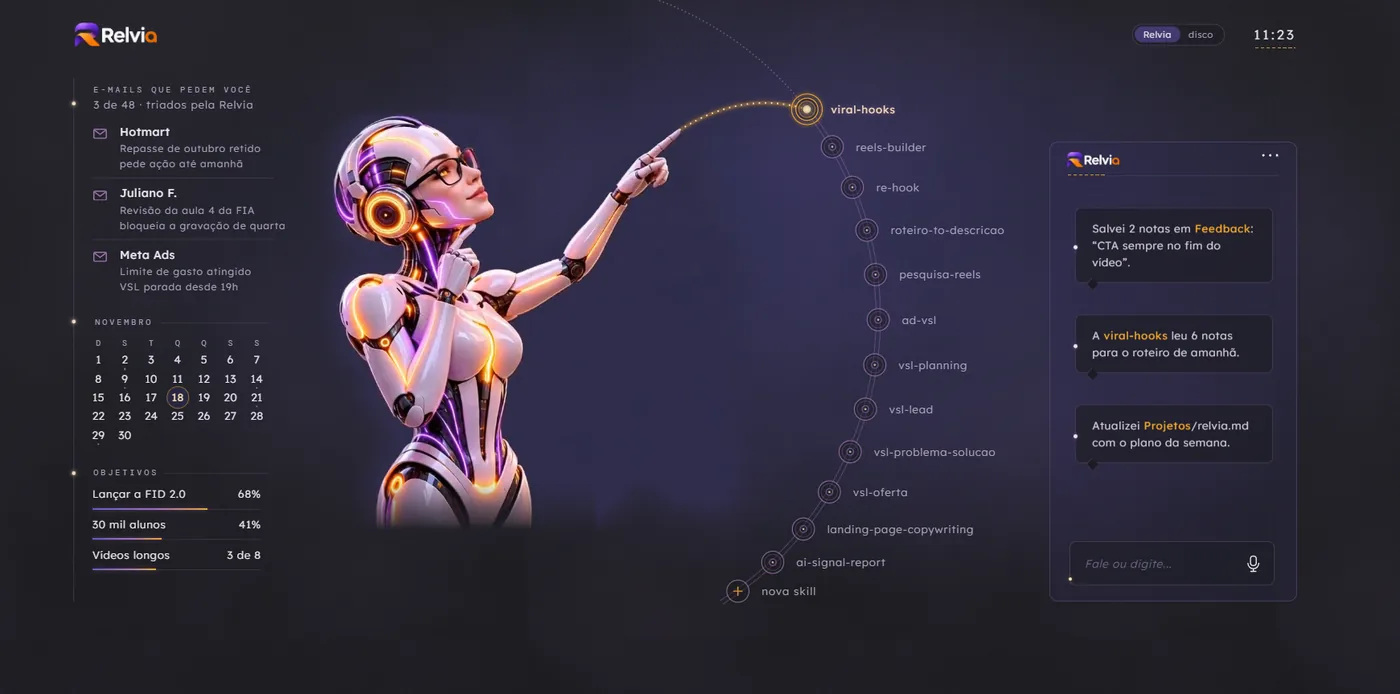 Relvia
Relvia disco
11:23
E-MAILS QUE PEDEM VOCÊ
3 de 48 · triados pela Relvia
Hotmart
Repasse de outubro retido
pede ação até amanhã
Juliano F.
Revisão da aula 4 da FIA
bloqueia a gravação de quarta
Meta Ads
Limite de gasto atingido
VSL parada desde 19h
NOVEMBRO
D S T Q Q S S
1 2 3 4 5 6 7
8 9 10 11 12 13 14
15 16 17 18 19 20 21
22 23 24 25 26 27 28
29 30
OBJETIVOS
Lançar a FID 2.0 68%
30 mil alunos 41%
Vídeos longos 3 de 8
viral-hooks
reels-builder
re-hook
roteiro-to-descricao
pesquisa-reels
ad-vsl
vsl-planning
vsl-lead
vsl-problema-solucao
vsl-oferta
landing-page-copywriting
ai-signal-report
nova skill
Relvia
Salvei 2 notas em Feedback:
“CTA sempre no fim do
vídeo”.
A viral-hooks leu 6 notas
para o roteiro de amanhã.
Atualizei Projetos/relvia.md
com o plano da semana.
Fale ou digite...